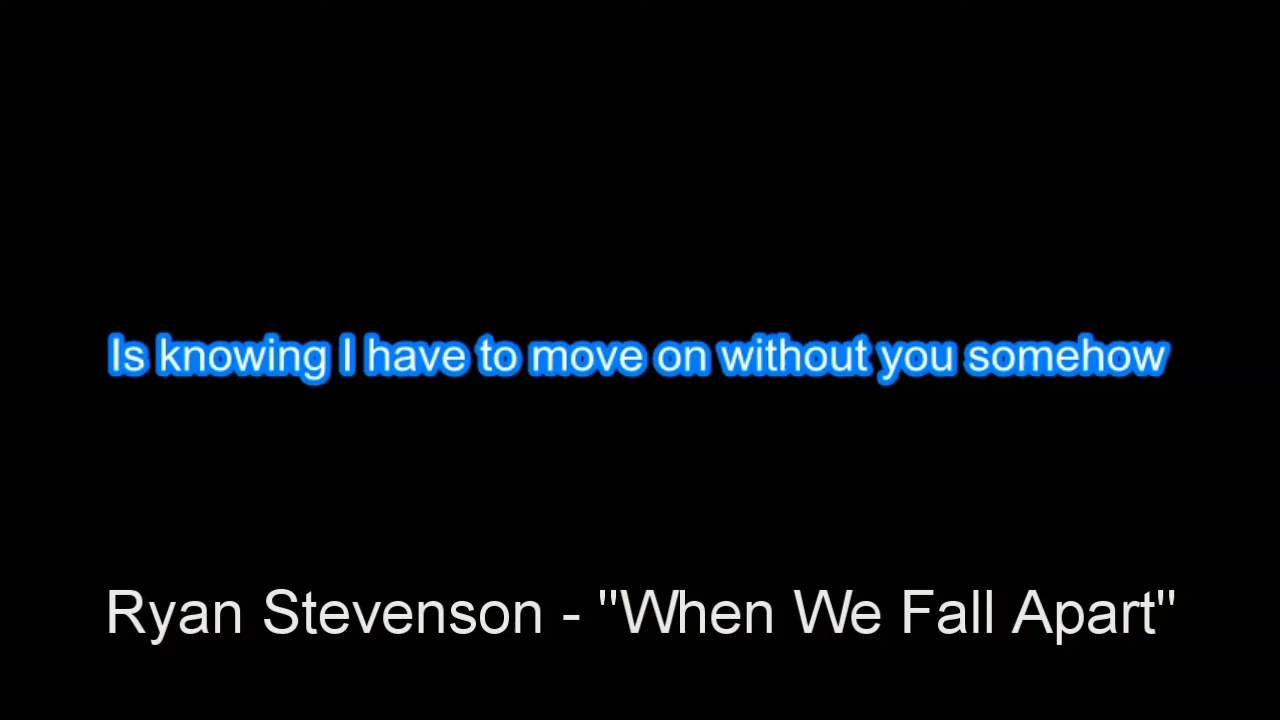 Is knowing I have to move on without you somehow
Ryan Stevenson - "When We Fall Apart"